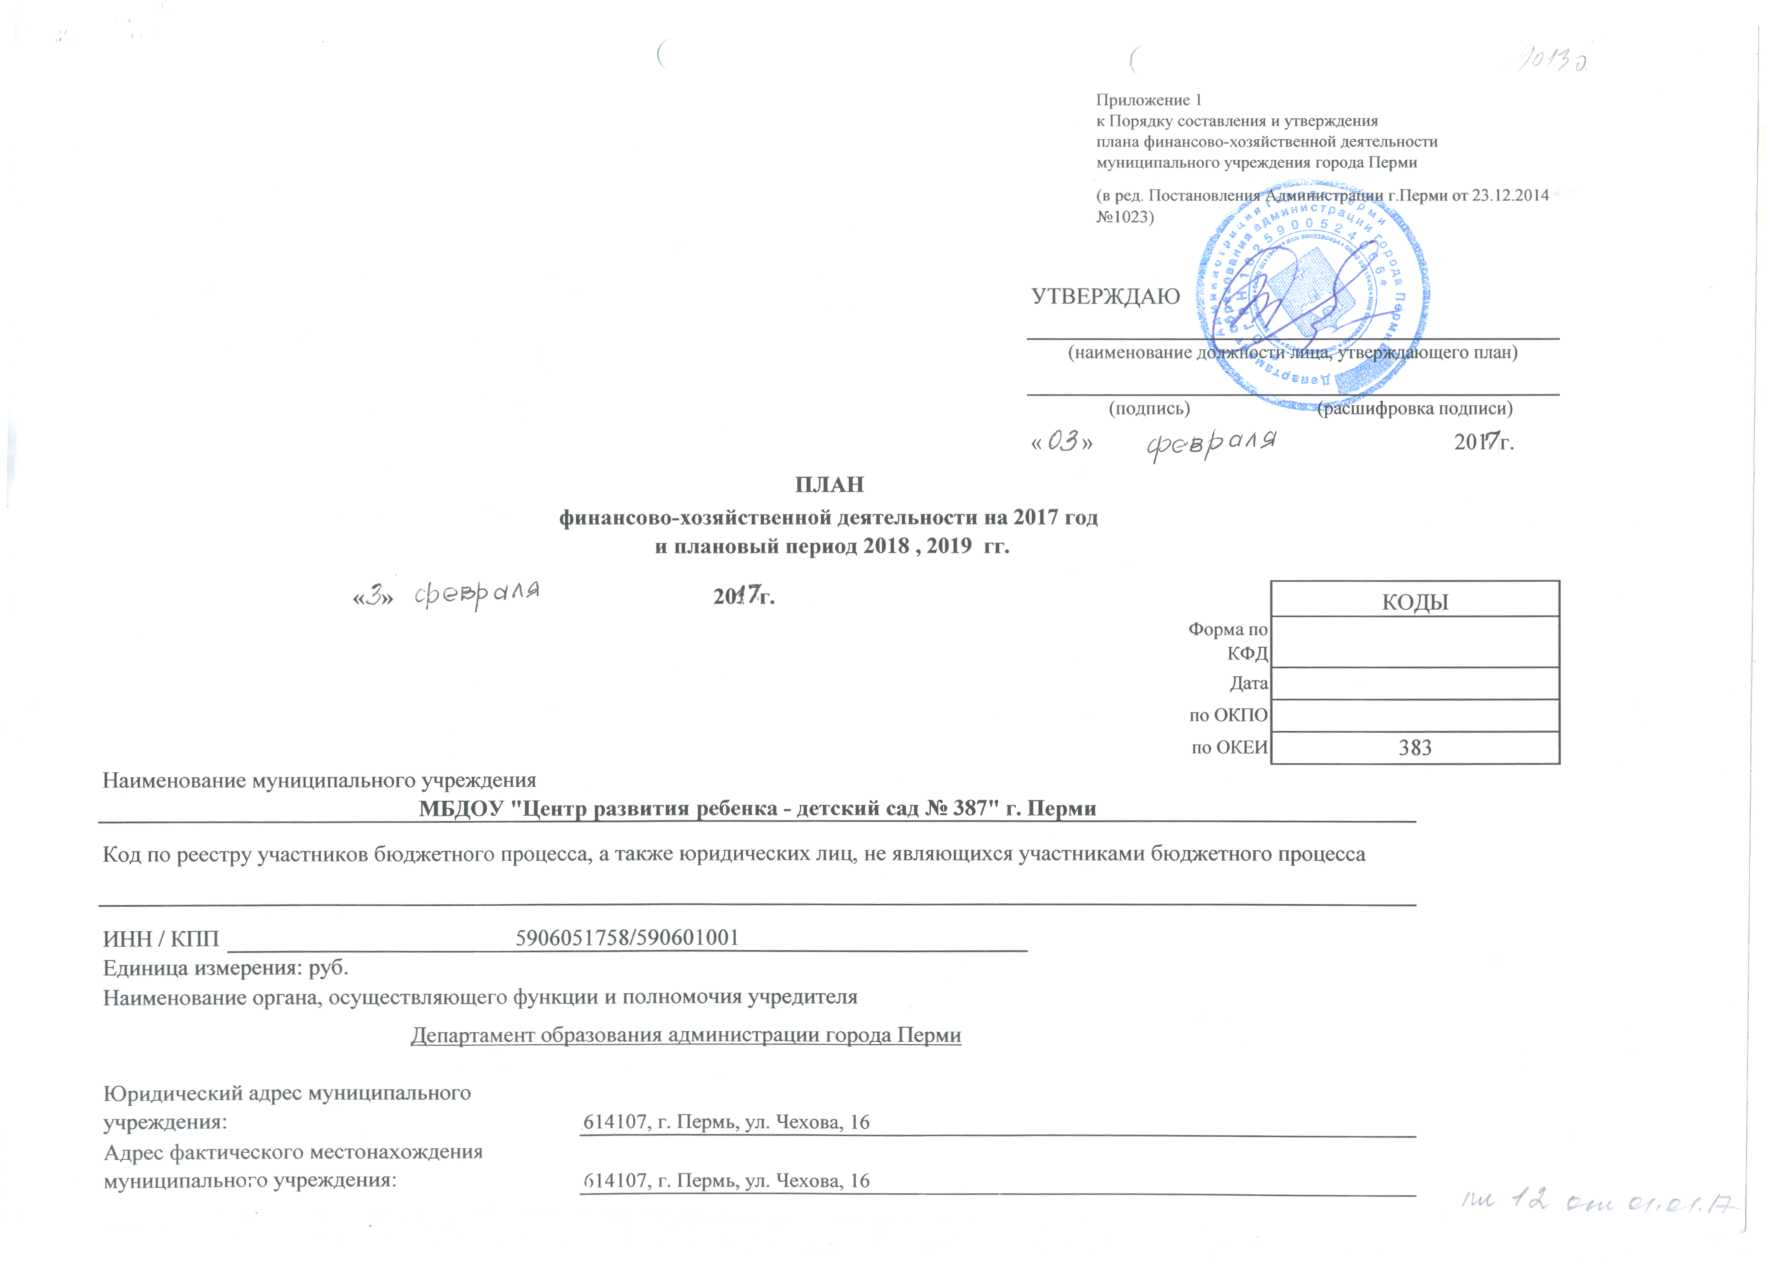 10130
Приложение 1
к Порядку составления и утверждения
плана финансово-хозяйственной деятельности
муниципального учреждения города Перми
(в ред. Постановления Администрации г.Перми от 23.12.2014
№1023)
УТВЕРЖДАЮ
(наименование должности лица, утверждающего план)
(подпись) (расшифровка подписи)
«03» февраля 2017г.
ПЛАН
финансово-хозяйственной деятельности на 2017 год
и плановый период 2018 , 2019 гг.
«3» февраля 2017г.
КОДЫ
Форма по
КФД
Дата
по ОКПО
по ОКЕИ 383
Наименование муниципального учреждения
МБДОУ "Центр развития ребенка - детский сад № 387" г. Перми
Код по реестру участников бюджетного процесса, а также юридических лиц, не являющихся участниками бюджетного процесса
ИНН / КПП 5906051758/590601001
Единица измерения: руб.
Наименование органа, осуществляющего функции и полномочия учредителя
Департамент образования администрации города Перми
Юридический адрес муниципального
учреждения: 614107, г. Пермь, ул. Чехова, 16
Адрес фактического местонахождения
муниципального учреждения: 614107, г. Пермь, ул. Чехова, 16
12 от 01.01.17